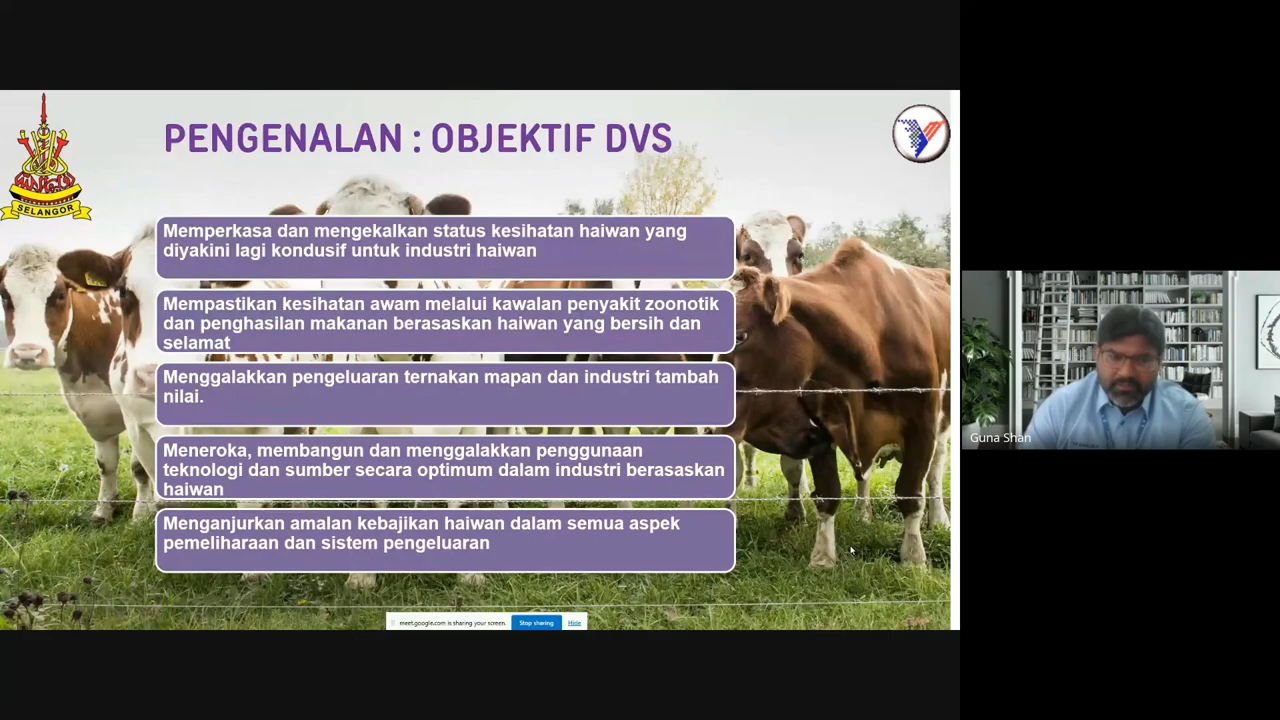 PENGENALAN : OBJEKTIF DVS
SELANGOR
Memperkasa dan mengekalkan status kesihatan haiwan yang
diyakini lagi kondusif untuk industri haiwan
Mempastikan kesihatan awam melalui kawalan penyakit zoonotik
dan penghasilan makanan berasaskan haiwan yang bersih dan
selamat
Menggalakkan pengeluaran ternakan mapan dan industri tambah
nilai.
Meneroka, membangun dan menggalakkan penggunaan
teknologi dan sumber secara optimum dalam industri berasaskan
haiwan
Menganjurkan amalan kebajikan haiwan dalam semua aspek
pemeliharaan dan sistem pengeluaran
meet.google.com is sharing your screen.
Stop sharing
Hide
Guna Shan